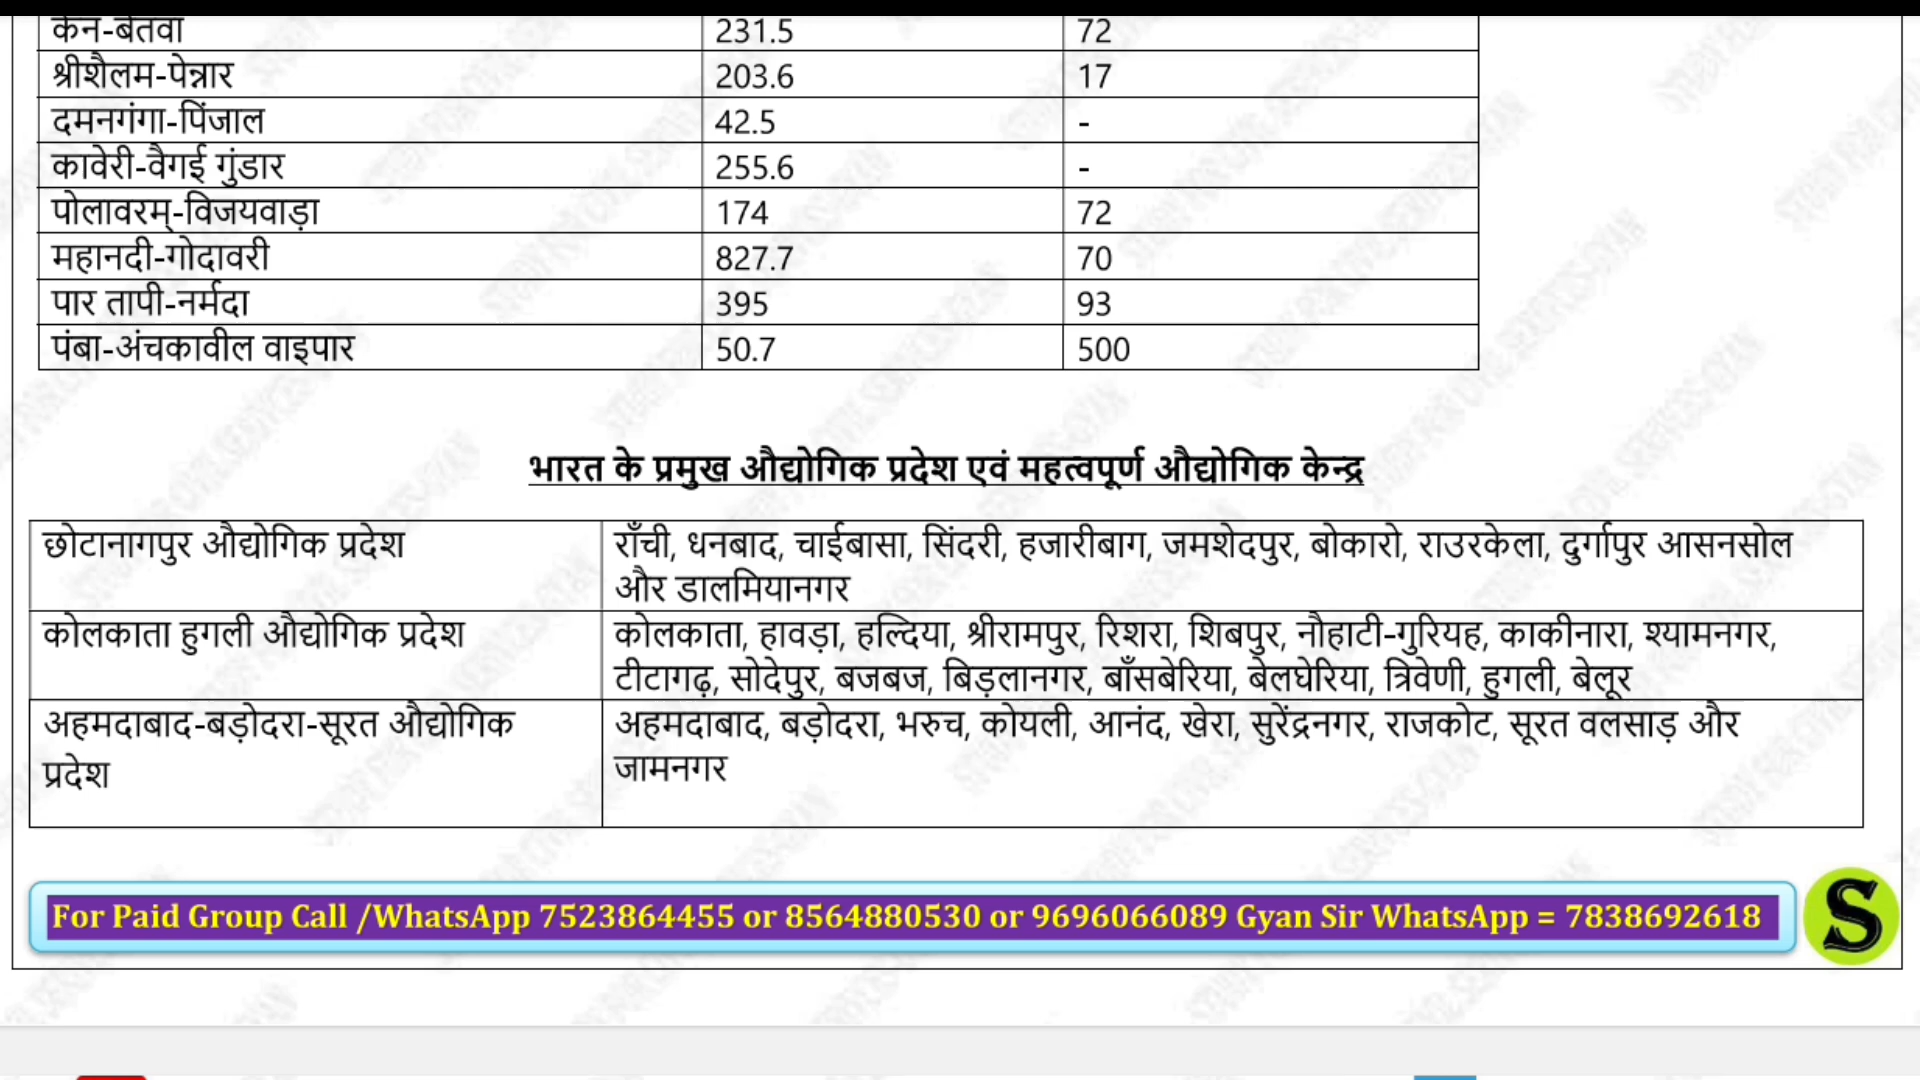 केन-बेतवा 231.5 72
श्रीशैलम-पेन्नार 203.6 17
दमनगंगा-पिंजाल 42.5 -
कावेरी-वैगई गुंडार 255.6 -
पोलावरम्-विजयवाड़ा 174 72
महानदी-गोदावरी 827.7 70
पार तापी-नर्मदा 395 93
पंबा-अंचकावील वाइपार 50.7 500
भारत के प्रमुख औद्योगिक प्रदेश एवं महत्वपूर्ण औद्योगिक केन्द्र
छोटानागपुर औद्योगिक प्रदेश राँची, धनबाद, चाईबासा, सिंदरी, हजारीबाग, जमशेदपुर, बोकारो, राउरकेला, दुर्गापुर आसनसोल
और डालमियानगर
कोलकाता हुगली औद्योगिक प्रदेश कोलकाता, हावड़ा, हल्दिया, श्रीरामपुर, रिशरा, शिबपुर, नौहाटी-गुरियह, काकीनारा, श्यामनगर,
टीटागढ़, सोदेपुर, बजबज, बिड़लानगर, बाँसबेरिया, बेलघेरिया, त्रिवेणी, हुगली, बेलूर
अहमदाबाद-बड़ोदरा-सूरत औद्योगिक अहमदाबाद, बड़ोदरा, भरुच, कोयली, आनंद, खेरा, सुरेंद्रनगर, राजकोट, सूरत वलसाड़ और
प्रदेश जामनगर
For Paid Group Call /WhatsApp 7523864455 or 8564880530 or 9696066089 Gyan Sir WhatsApp = 7838692618
S